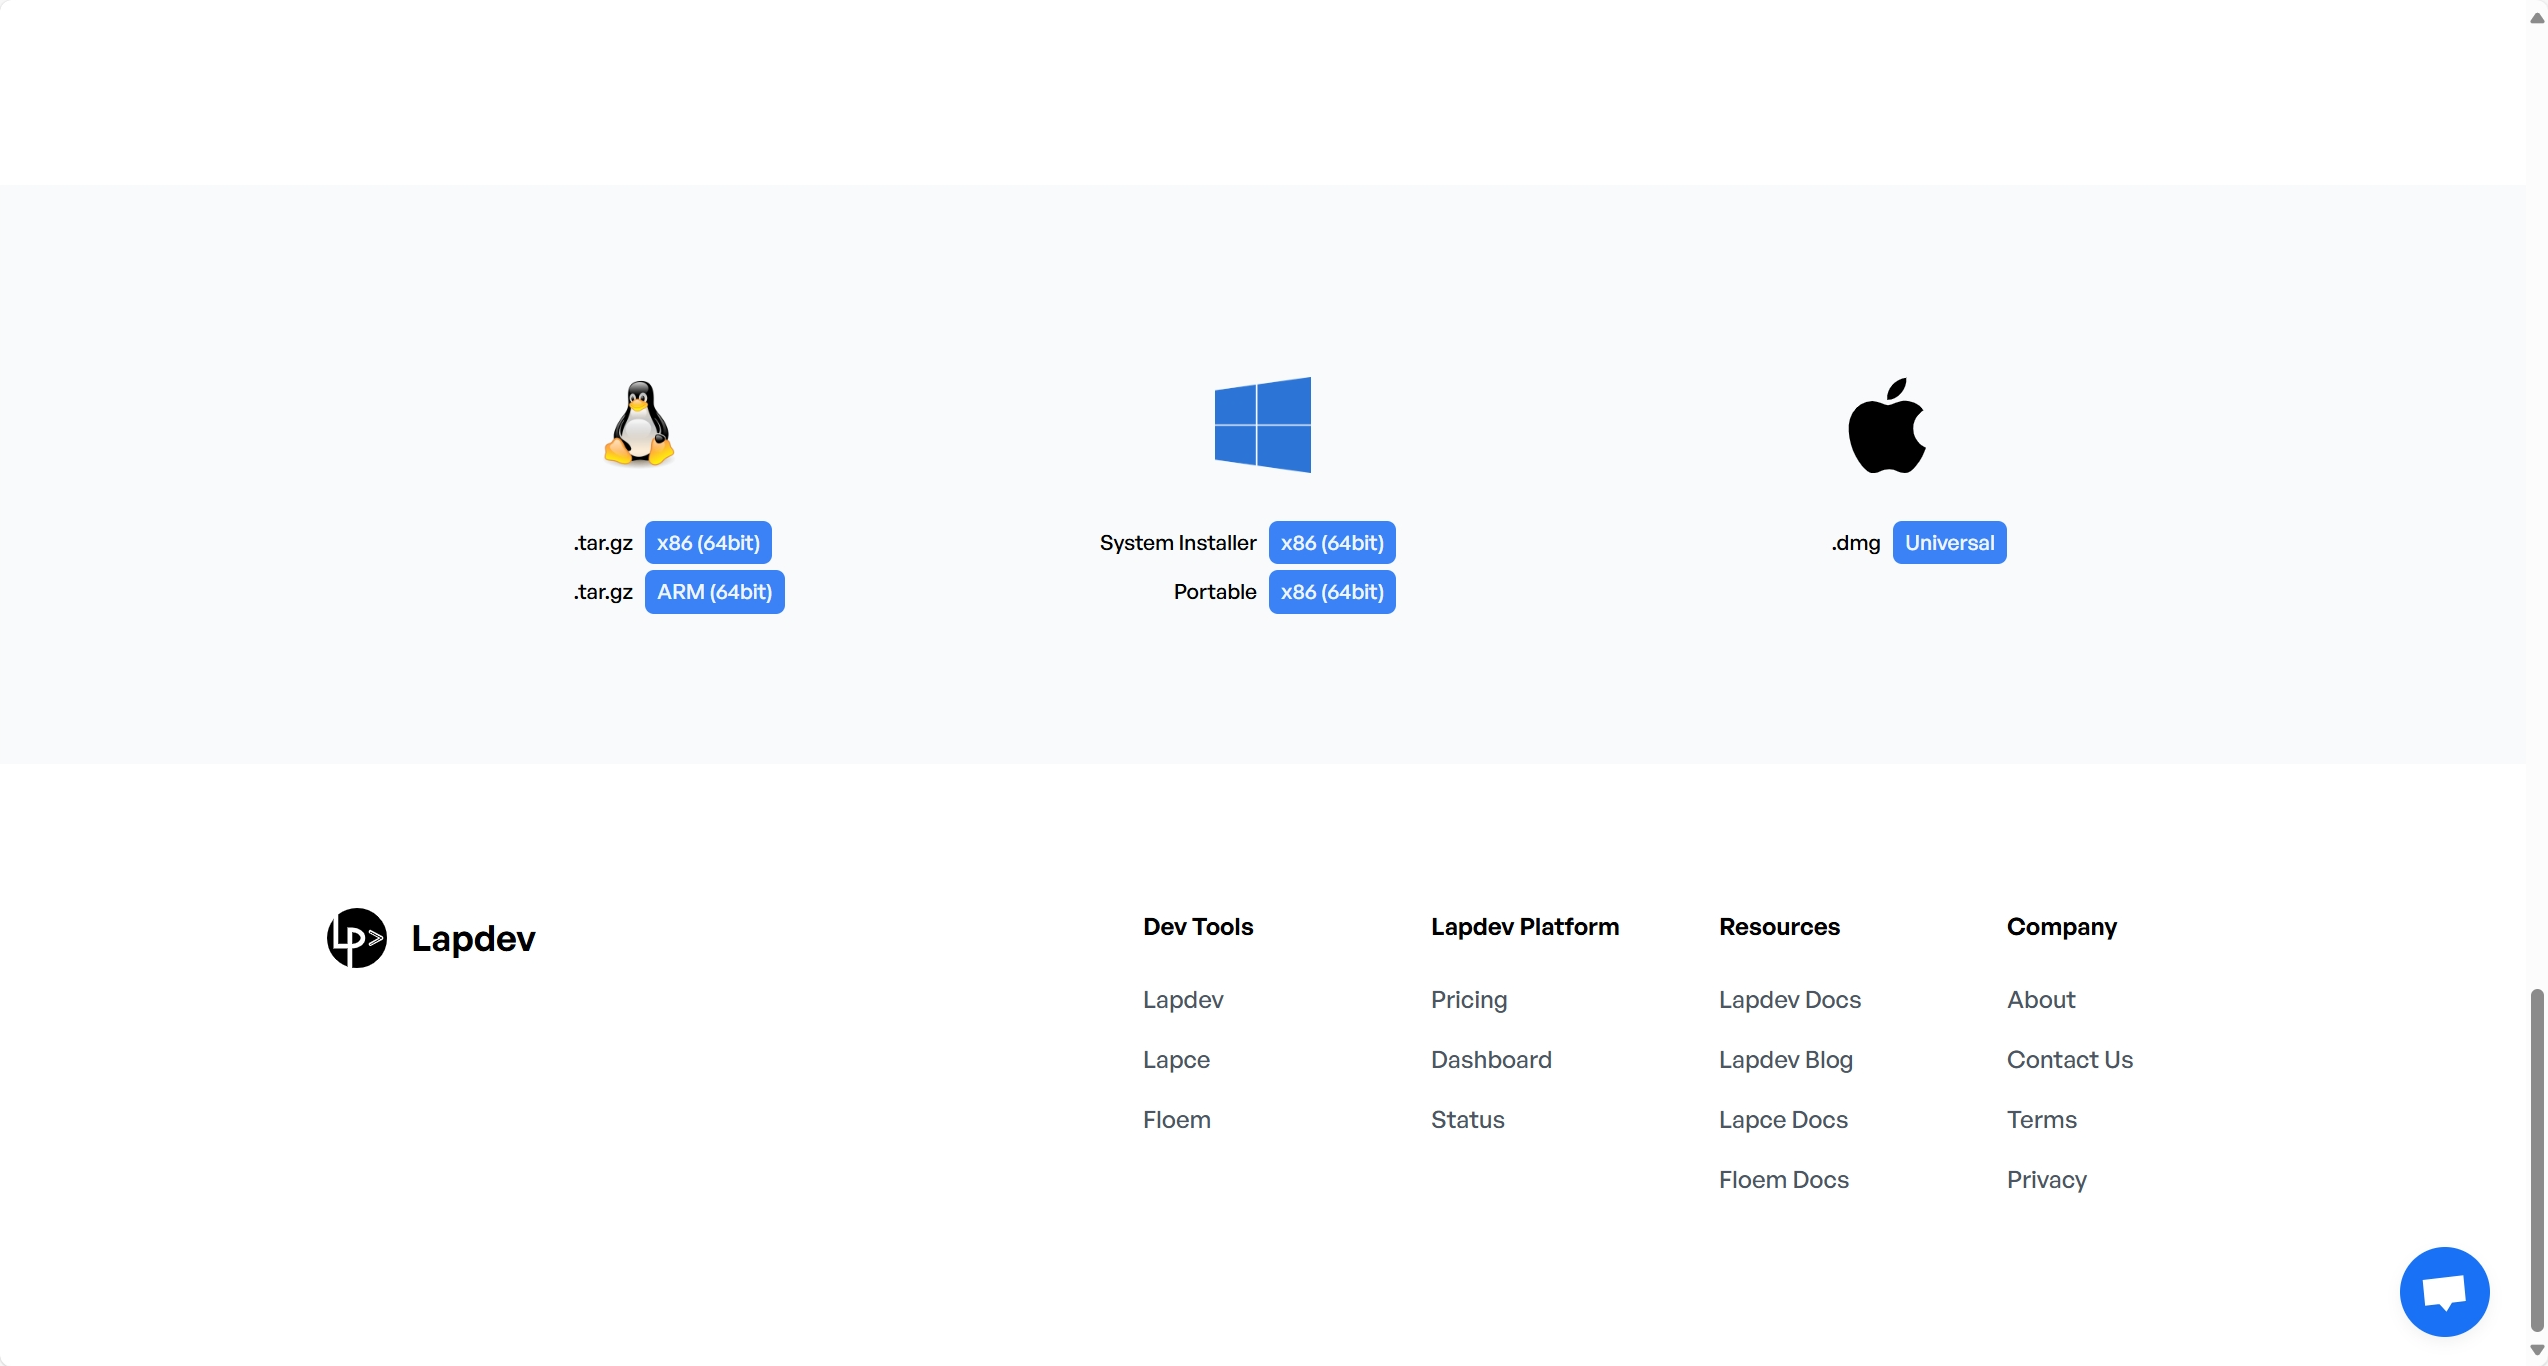 .tar.gz x86 (64bit)
.tar.gz ARM (64bit)
System Installer x86 (64bit)
Portable x86 (64bit)
.dmg Universal
LP>
Lapdev
Dev Tools
Lapdev
Lapce
Floem
Lapdev Platform
Pricing
Dashboard
Status
Resources
Lapdev Docs
Lapdev Blog
Lapce Docs
Floem Docs
Company
About
Contact Us
Terms
Privacy